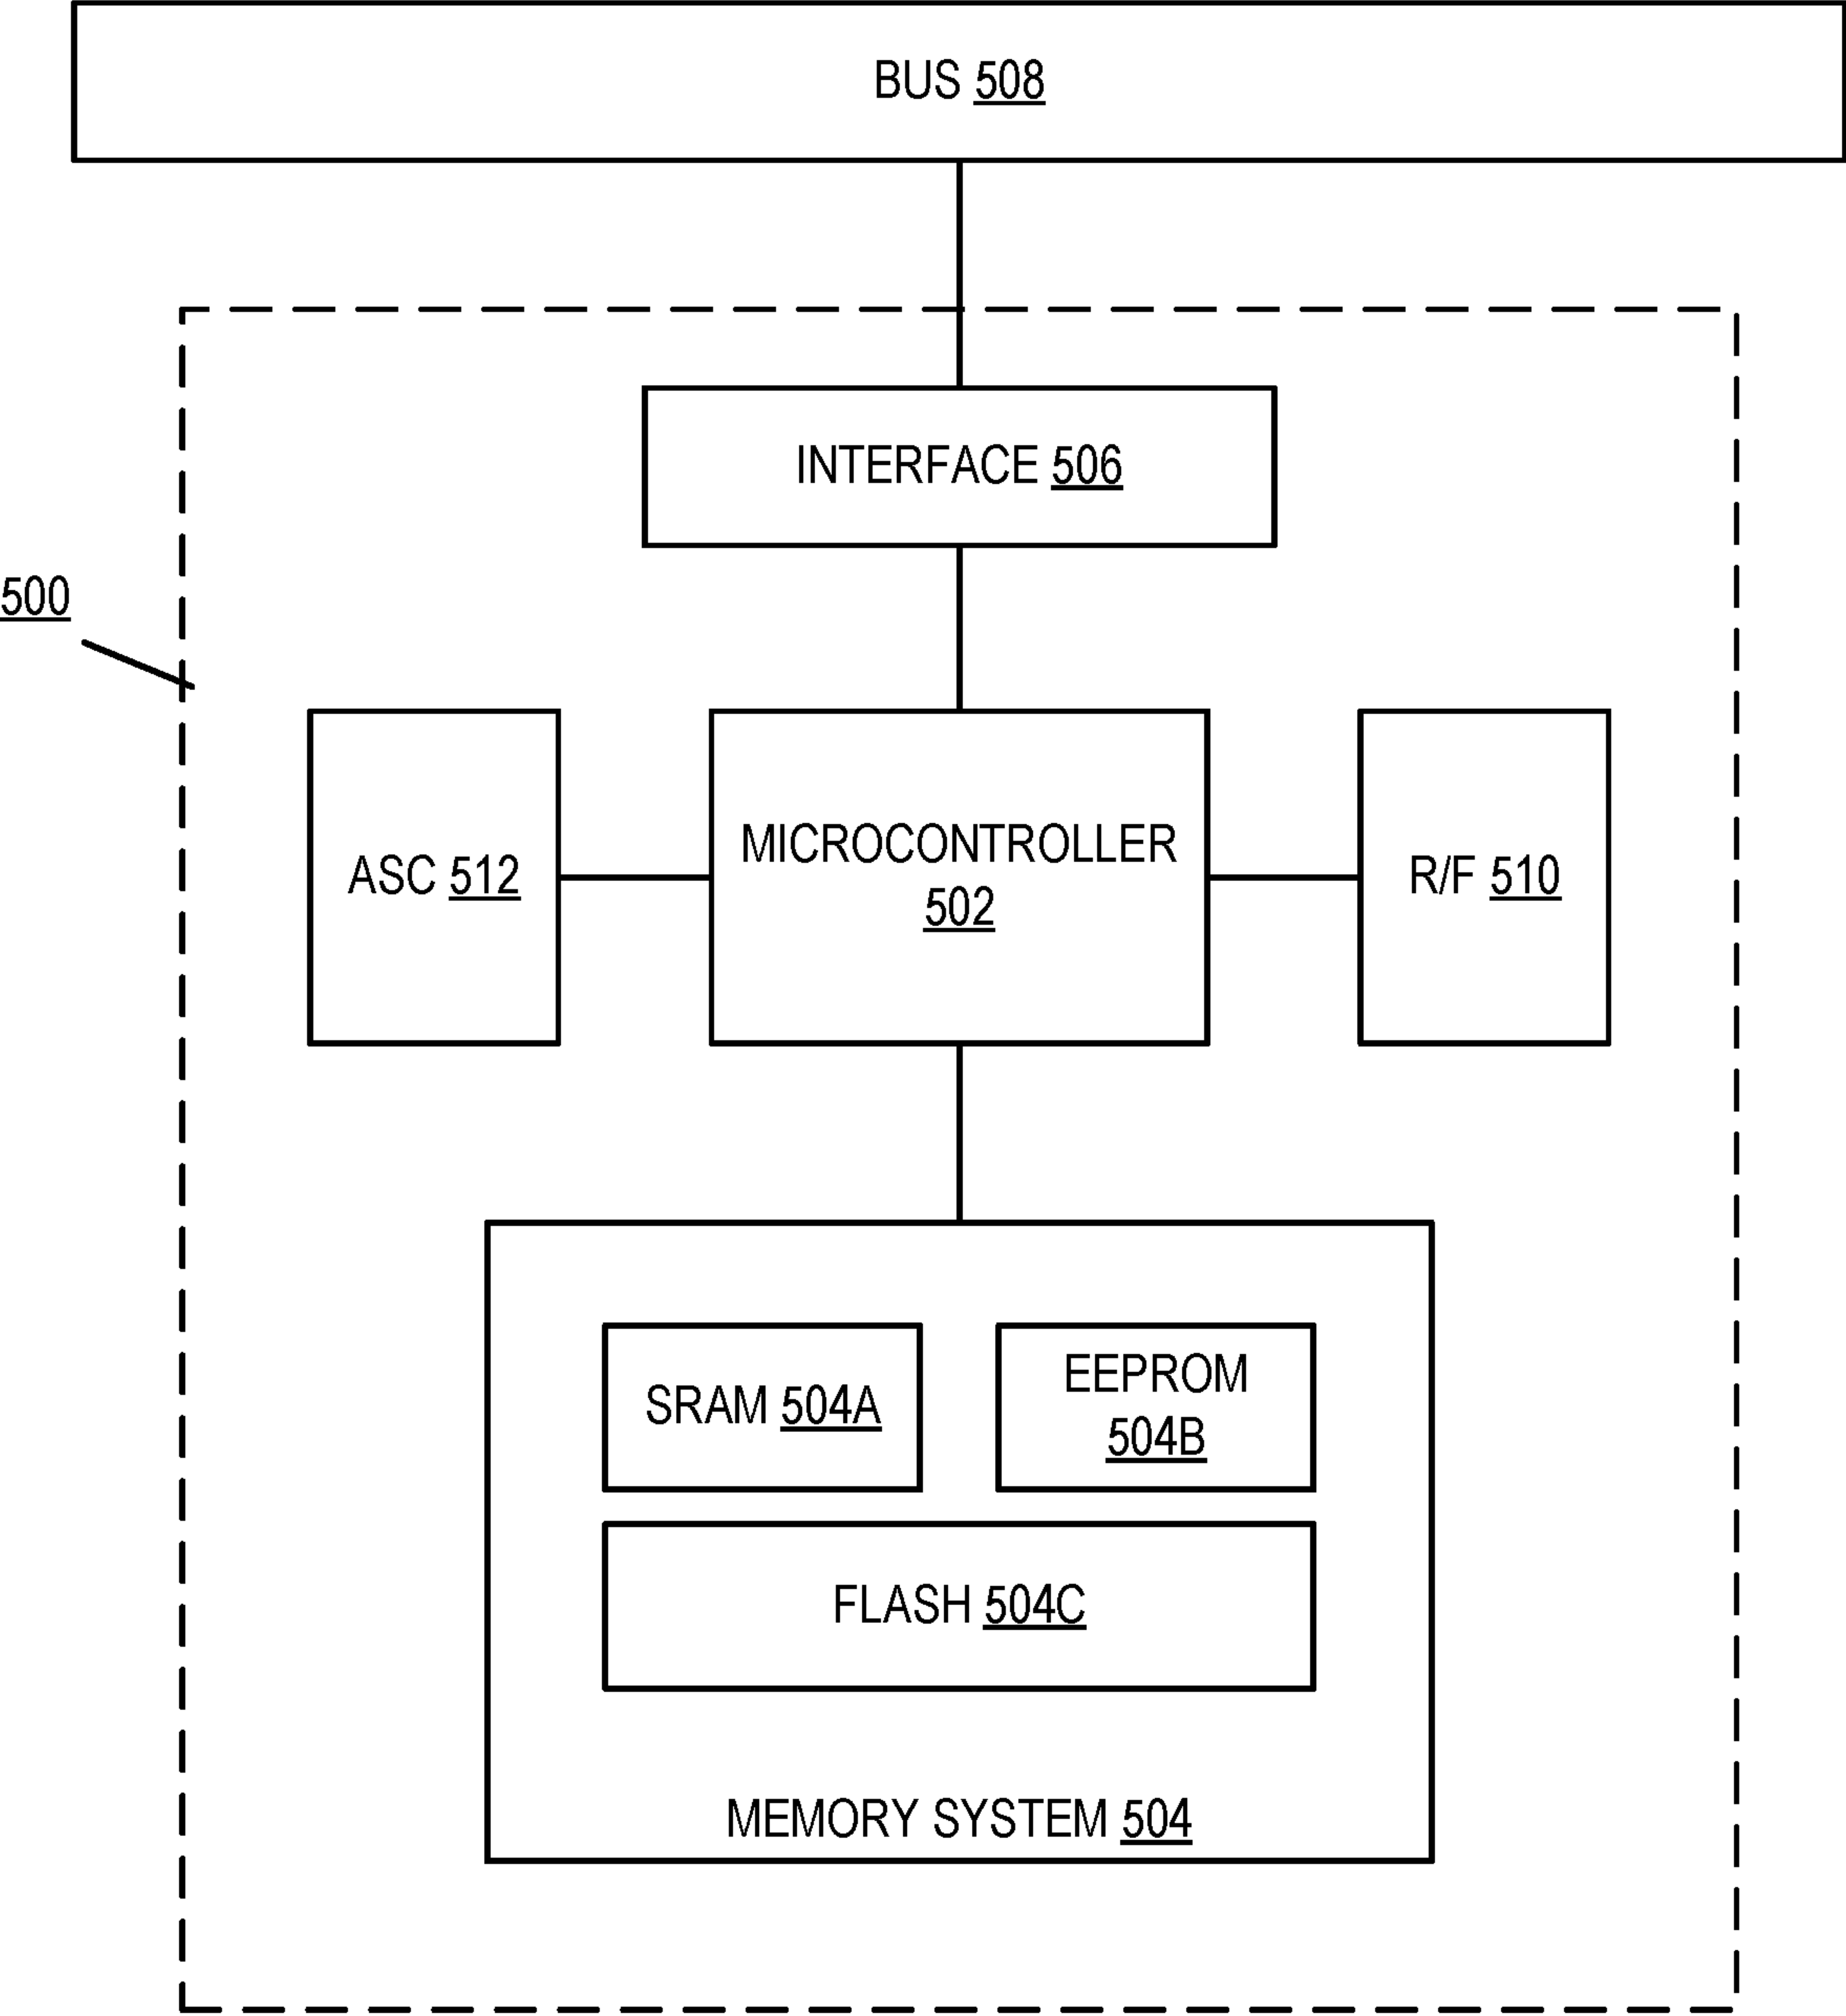 BUS 508
INTERFACE 506
500
ASC 512
MICROCONTROLLER
502
R/F 510
SRAM 504A
EEPROM
504B
FLASH 504C
MEMORY SYSTEM 504